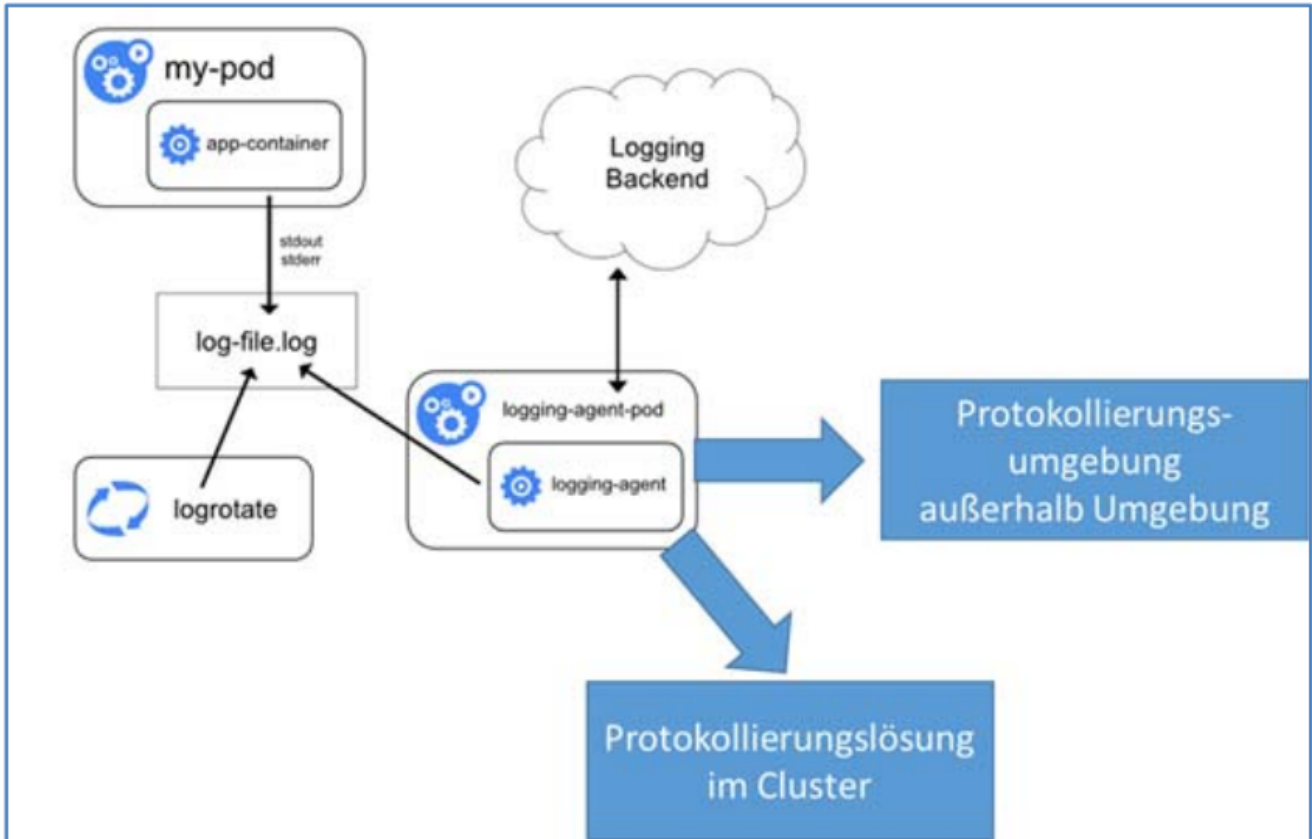 my-pod
app-container
stdout
stderr
log-file.log
logrotate
Logging
Backend
logging-agent-pod
logging-agent
Protokollierungs-
umgebung
außerhalb Umgebung
Protokollierungslösung
im Cluster